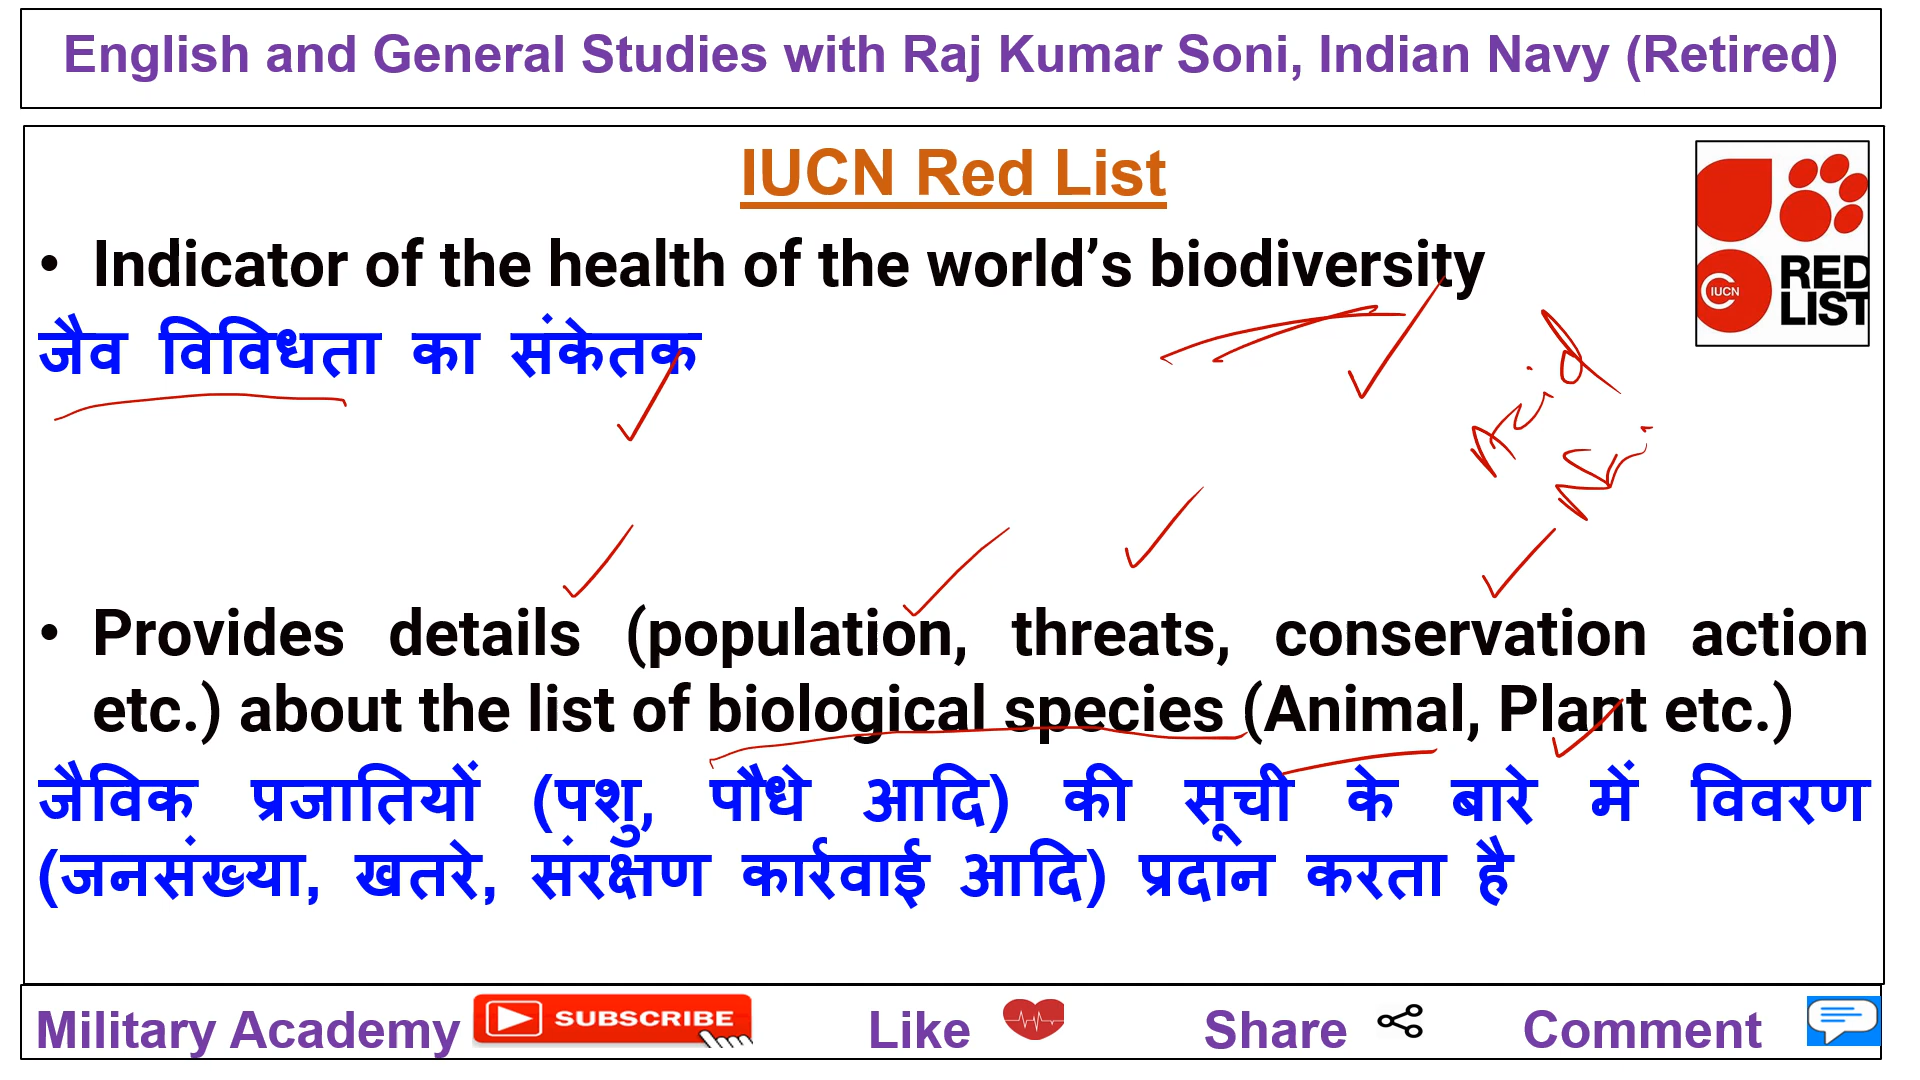 English and General Studies with Raj Kumar Soni, Indian Navy (Retired)
IUCN Red List
IUCN
RED
LIST
• Indicator of the health of the world’s biodiversity
जैव विविधता का संकेतक
• Provides details (population, threats, conservation action
etc.) about the list of biological species (Animal, Plant etc.)
जैविक प्रजातियों (पशु, पौधे आदि) की सूची के बारे में विवरण
(जनसंख्या, खतरे, संरक्षण कार्रवाई आदि) प्रदान करता है
Military Academy SUBSCRIBE Like Share Comment